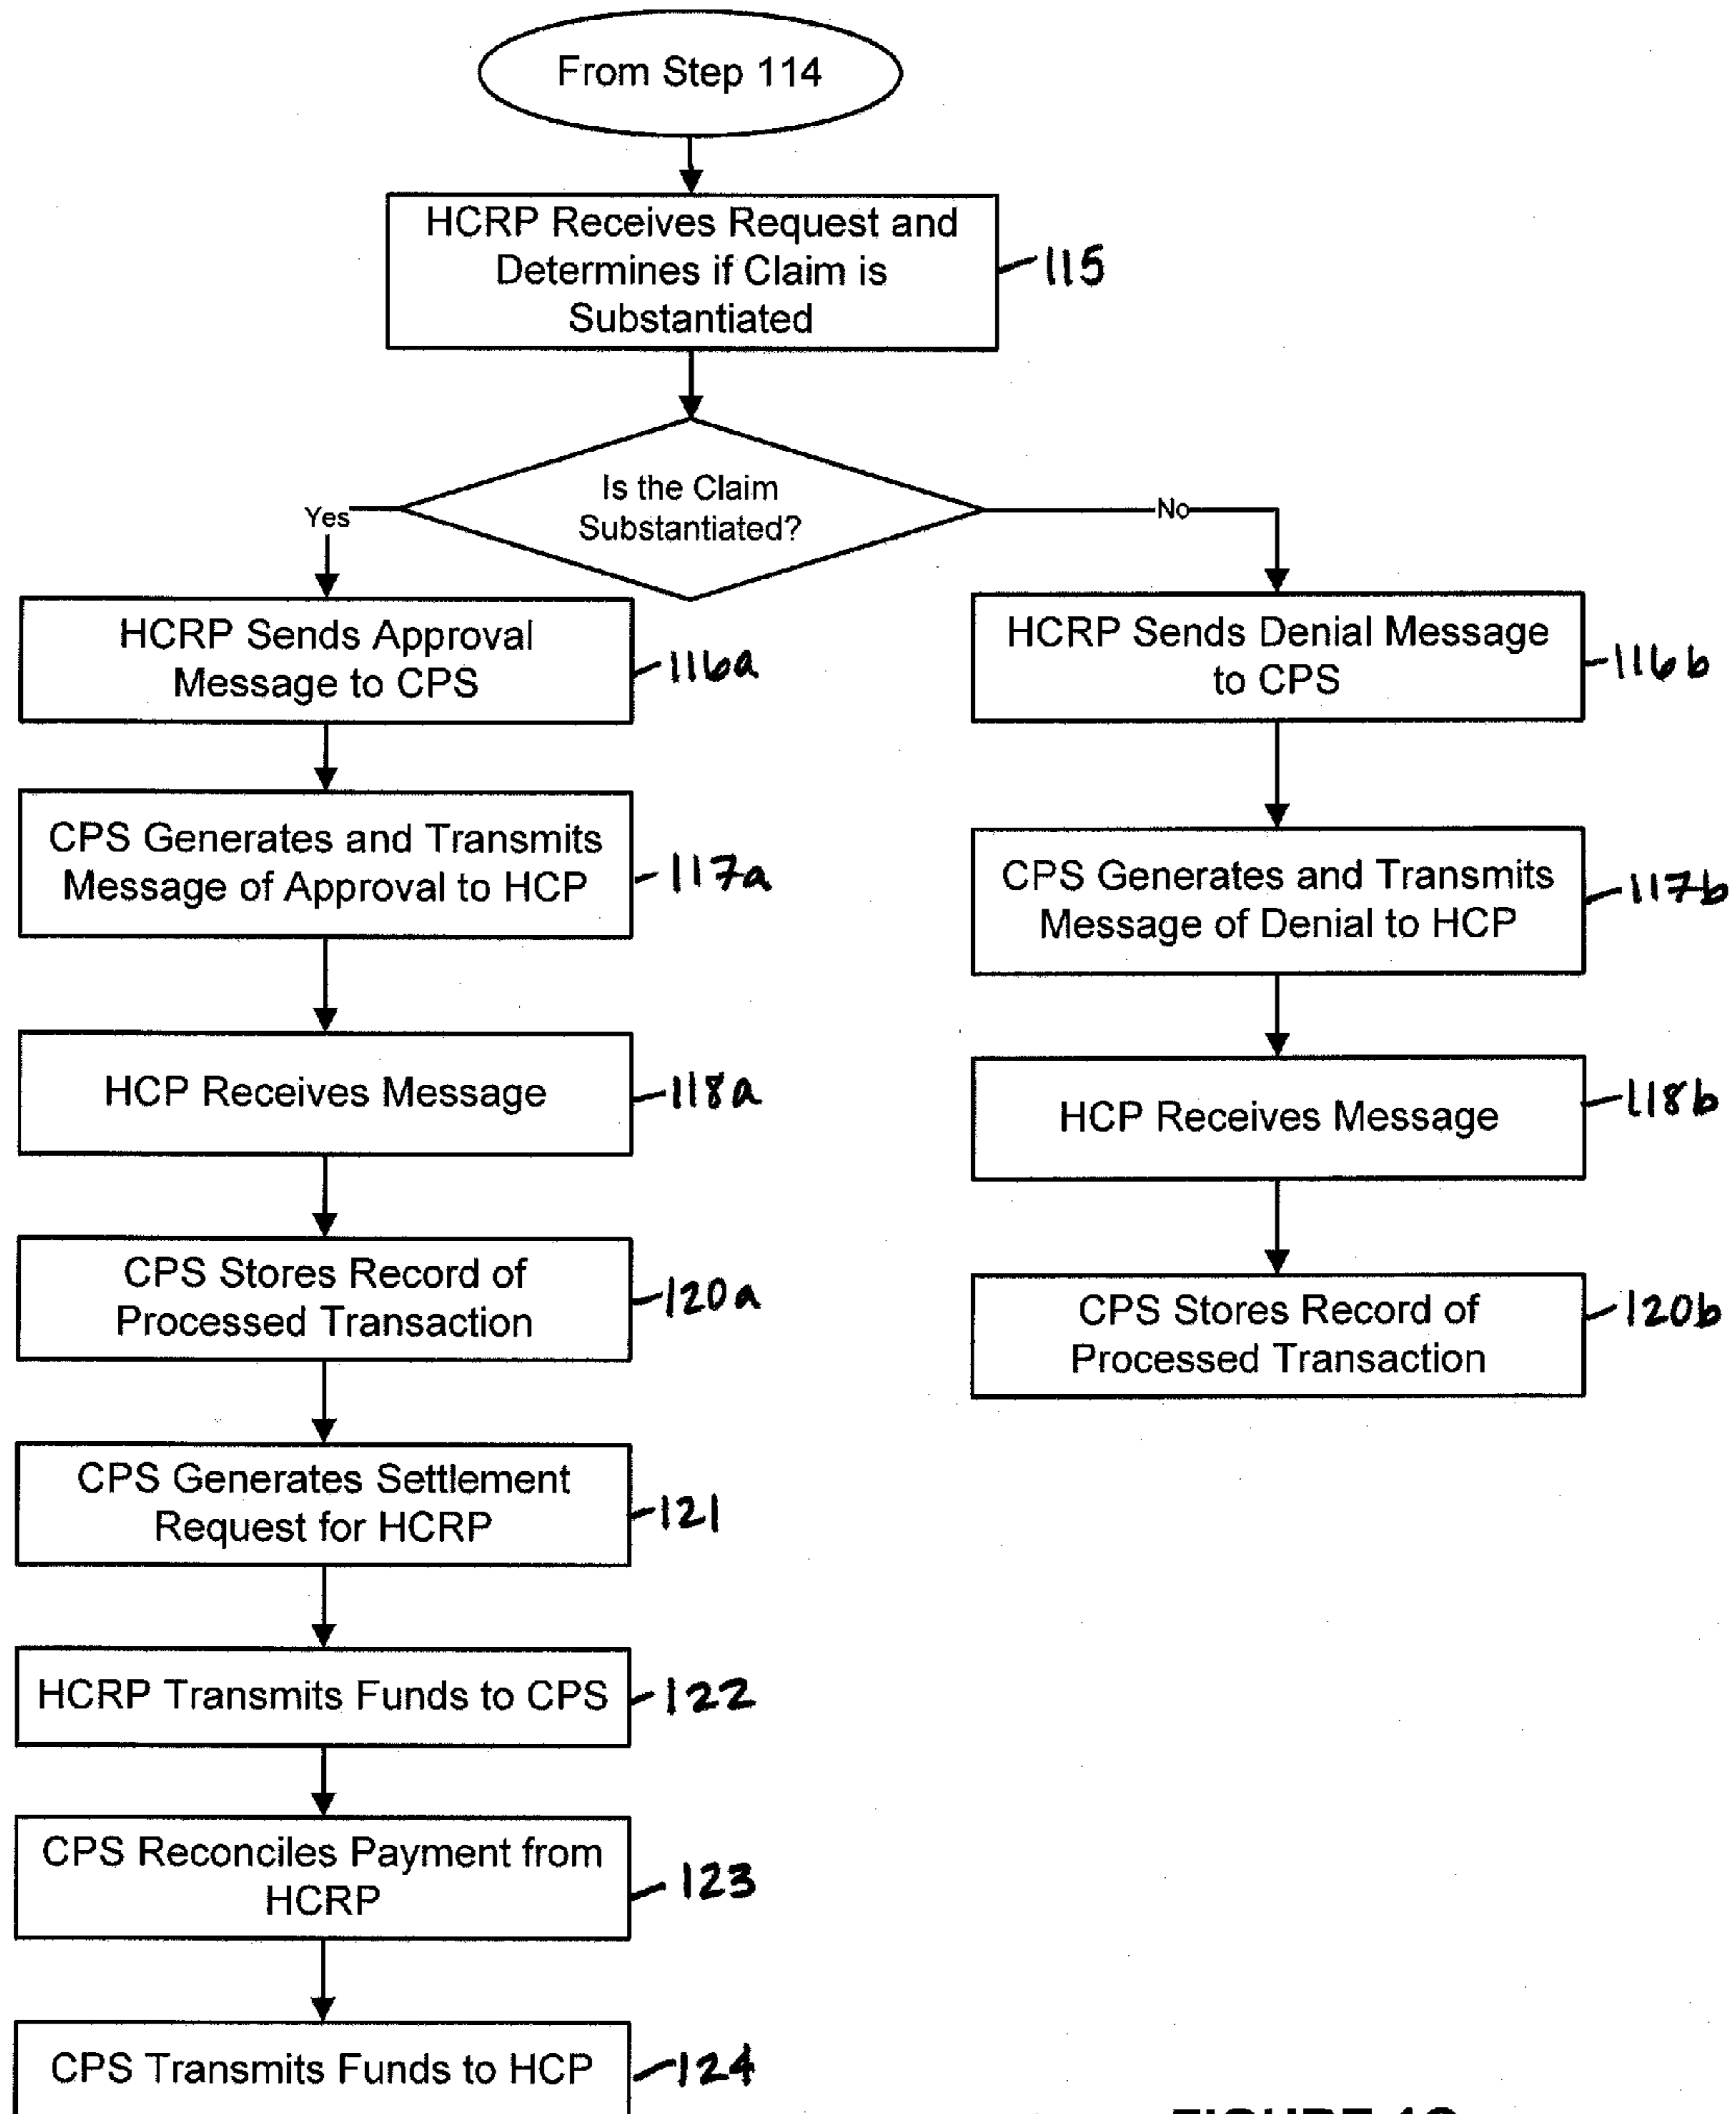 From Step 114
HCRP Receives Request and
Determines if Claim is
Substantiated
115
Is the Claim
Substantiated?
Yes
No
HCRP Sends Approval
Message to CPS
116a
HCRP Sends Denial Message
to CPS
116b
CPS Generates and Transmits
Message of Approval to HCP
117a
CPS Generates and Transmits
Message of Denial to HCP
117b
HCP Receives Message
118a
HCP Receives Message
118b
CPS Stores Record of
Processed Transaction
120a
CPS Stores Record of
Processed Transaction
120b
CPS Generates Settlement
Request for HCRP
121
HCRP Transmits Funds to CPS
122
CPS Reconciles Payment from
HCRP
123
CPS Transmits Funds to HCP
124
FIGURE